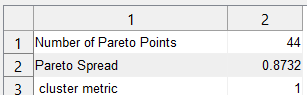 1 2
1 Number of Pareto Points 44
2 Pareto Spread 0.8732
3 cluster metric 1